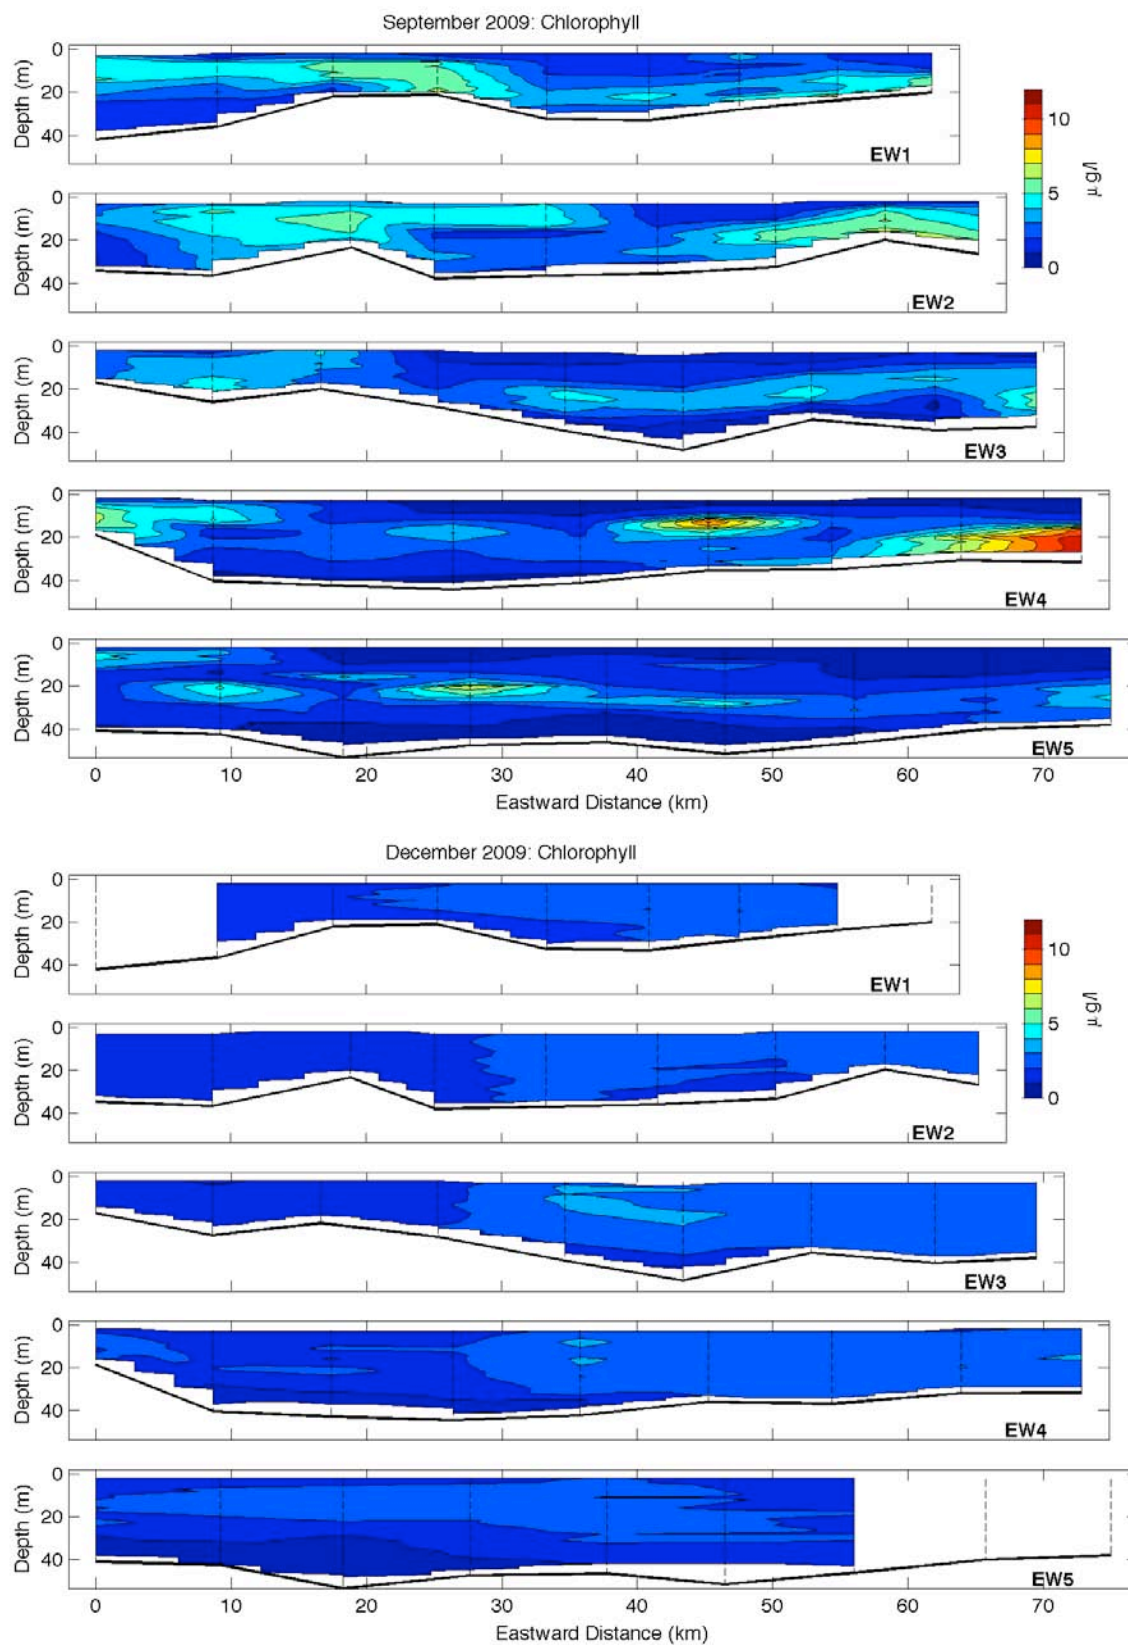 September 2009: Chlorophyll
0
20
40
Depth (m)
EW1
10
5
0
µ g/l
0
20
40
Depth (m)
EW2
0
20
40
Depth (m)
EW3
0
20
40
Depth (m)
EW4
0
20
40
Depth (m)
EW5
0 10 20 30 40 50 60 70
Eastward Distance (km)
December 2009: Chlorophyll
0
20
40
Depth (m)
EW1
10
5
0
µ g/l
0
20
40
Depth (m)
EW2
0
20
40
Depth (m)
EW3
0
20
40
Depth (m)
EW4
0
20
40
Depth (m)
EW5
0 10 20 30 40 50 60 70
Eastward Distance (km)